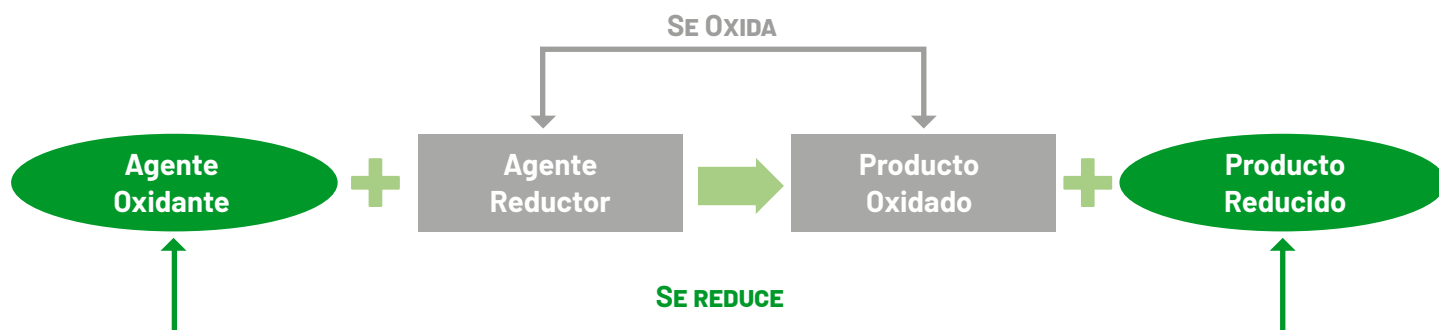 SE OXIDA
Agente
Oxidante
Agente
Reductor
Producto
Oxidado
Producto
Reducido
SE REDUCE